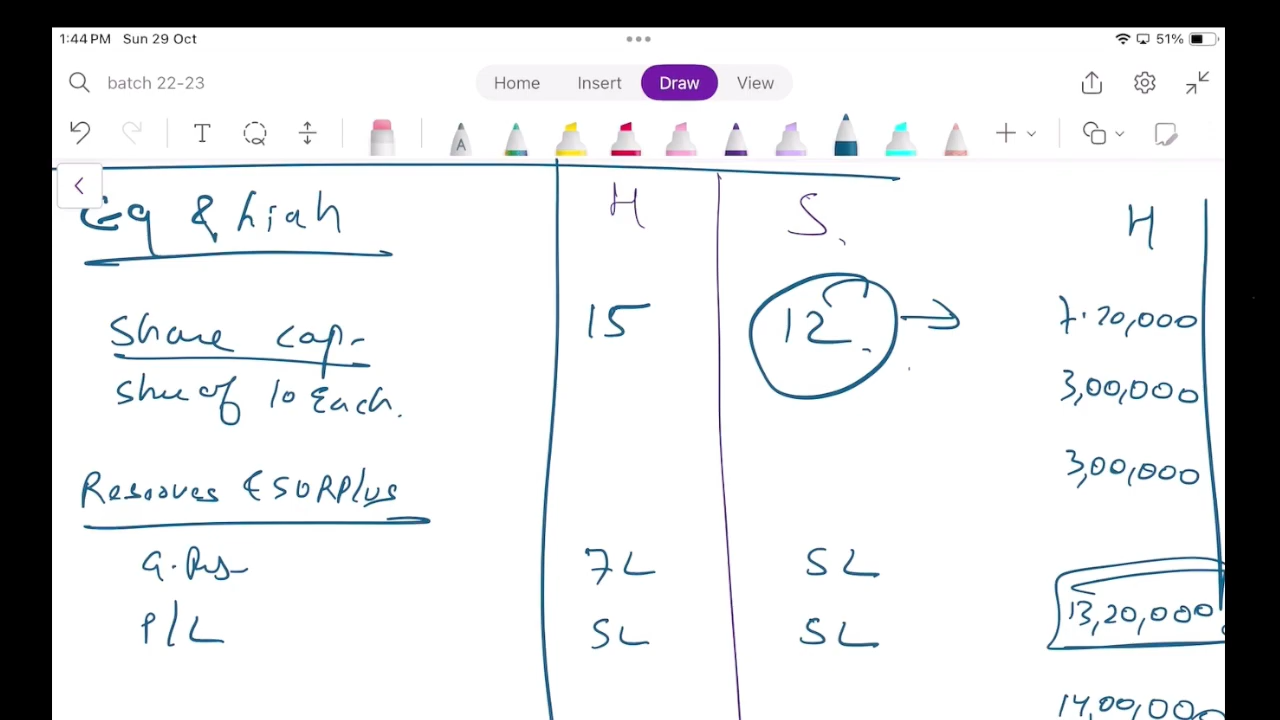 1:44 PM Sun 29 Oct 51%
batch 22-23 Home Insert Draw View
T A
Eq & Liab H S. H
Share cap. 15 12 → 7.20,000
Share of 10 Each. 3,00,000
3,00,000
Reserves & SURPlus
G.Res 7L 5L
13,20,000
P/L 5L 5L
14,00,000